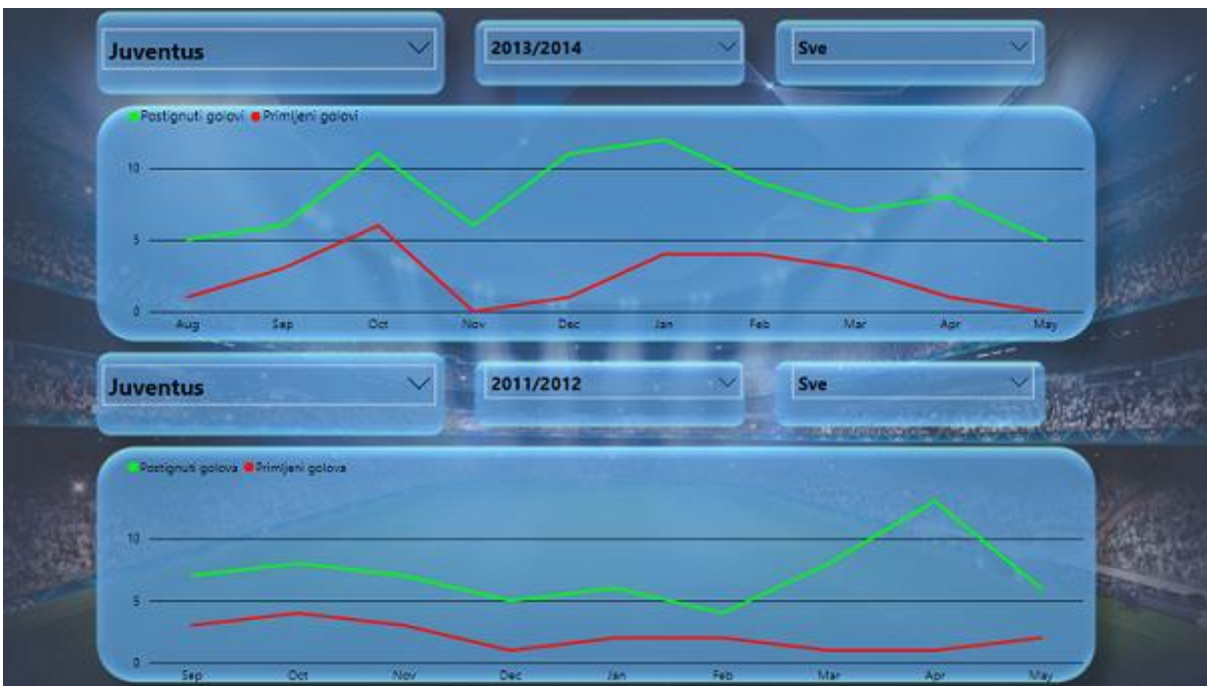 Juventus
2013/2014
Sve
Postignuti golovi Primljeni golovi
10
5
0
Aug Sep Oct Nov Dec Jan Feb Mar Apr May
Juventus
2011/2012
Sve
Postignuti golova Primljeni golova
10
5
0
Sep Oct Nov Dec Jan Feb Mar Apr May